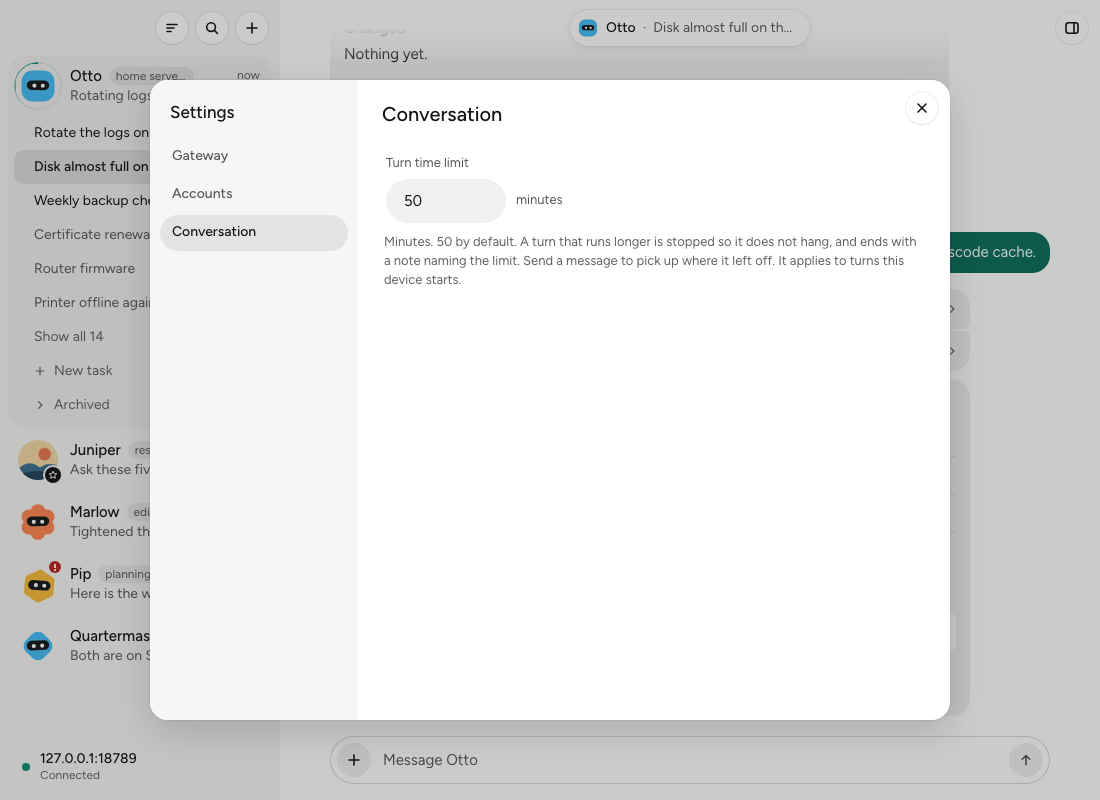 Otto · Disk almost full on th…
Nothing yet.
Otto home serve… now
Rotating logs
Rotate the logs on
Disk almost full on
Weekly backup che
Certificate renewa
Router firmware
Printer offline again
Show all 14
New task
Archived
Juniper res
Ask these fiv
Marlow edi
Tightened th
Pip planning
Here is the w
Quartermas
Both are on S
127.0.0.1:18789
Connected
Settings
Gateway
Accounts
Conversation
Conversation
Turn time limit
50 minutes
Minutes. 50 by default. A turn that runs longer is stopped so it does not hang, and ends with
a note naming the limit. Send a message to pick up where it left off. It applies to turns this
device starts.
scode cache.
Message Otto